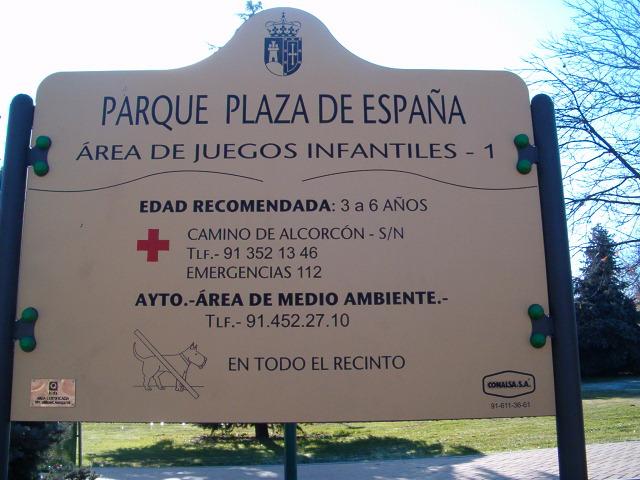 PARQUE PLAZA DE ESPAÑA
ÁREA DE JUEGOS INFANTILES - 1
EDAD RECOMENDADA: 3 a 6 AÑOS
CAMINO DE ALCORCÓN - S/N
TLF.- 91 352 13 46
EMERGENCIAS 112
AYTO.-ÁREA DE MEDIO AMBIENTE.-
TLF.- 91.452.27.10
EN TODO EL RECINTO
CONALSA.S.A.
91-611-36-61